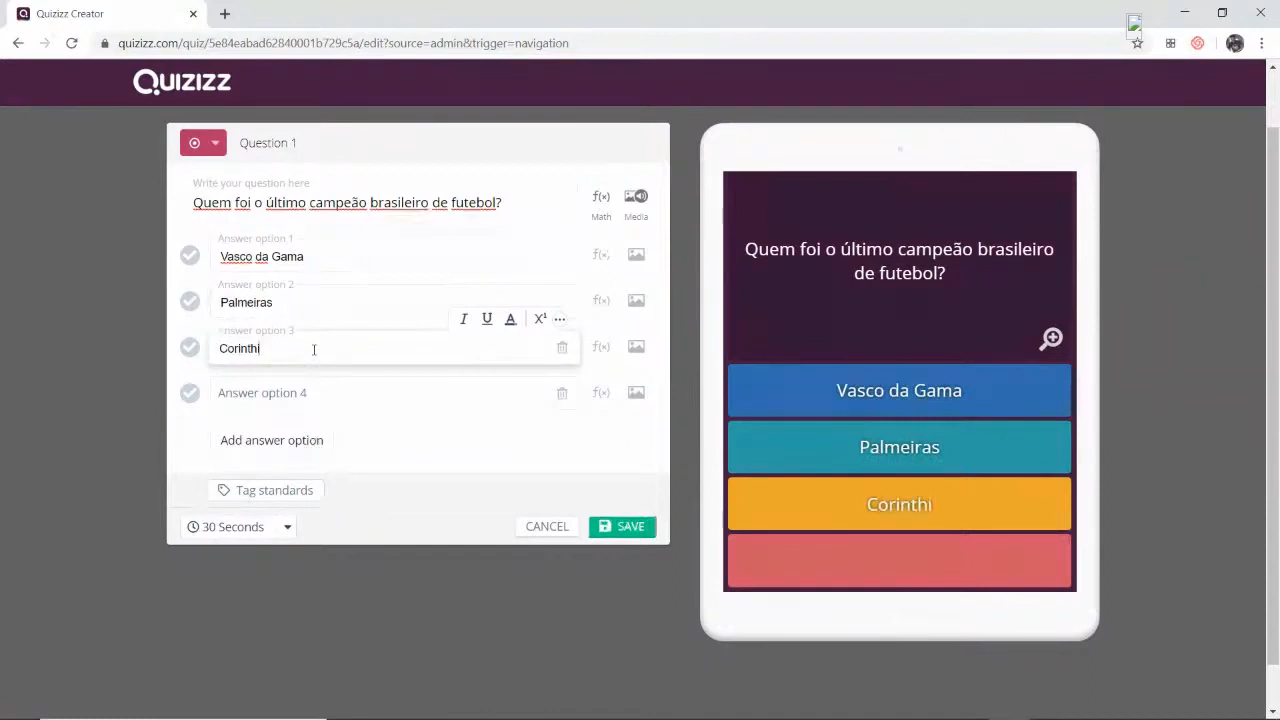 Quizizz Creator
quizizz.com/quiz/5e84eabad62840001b729c5a/edit?source=admin&trigger=navigation
QUIZIZZ
Question 1
Write your question here
Quem foi o último campeão brasileiro de futebol?
f(x)
Math
Media
Answer option 1
Vasco da Gama
f(x)
Answer option 2
Palmeiras
f(x)
I U A X¹ ...
Answer option 3
Corinthi
f(x)
Answer option 4
f(x)
Add answer option
Tag standards
30 Seconds
CANCEL
SAVE
Quem foi o último campeão brasileiro
de futebol?
Vasco da Gama
Palmeiras
Corinthi